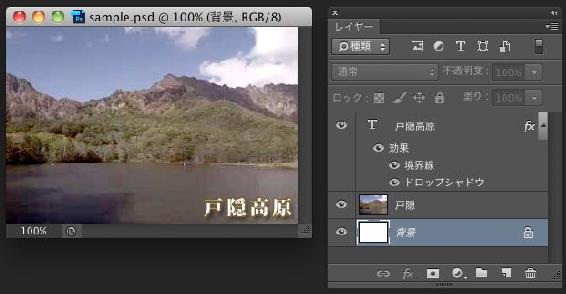 sample.psd @ 100% (背景, RGB/8)
戸隠高原
100%
レイヤー
種類
T
通常
不透明度:
100%
ロック:
塗り:
100%
T 戸隠高原 fx
効果
境界線
ドロップシャドウ
戸隠
背景
fx